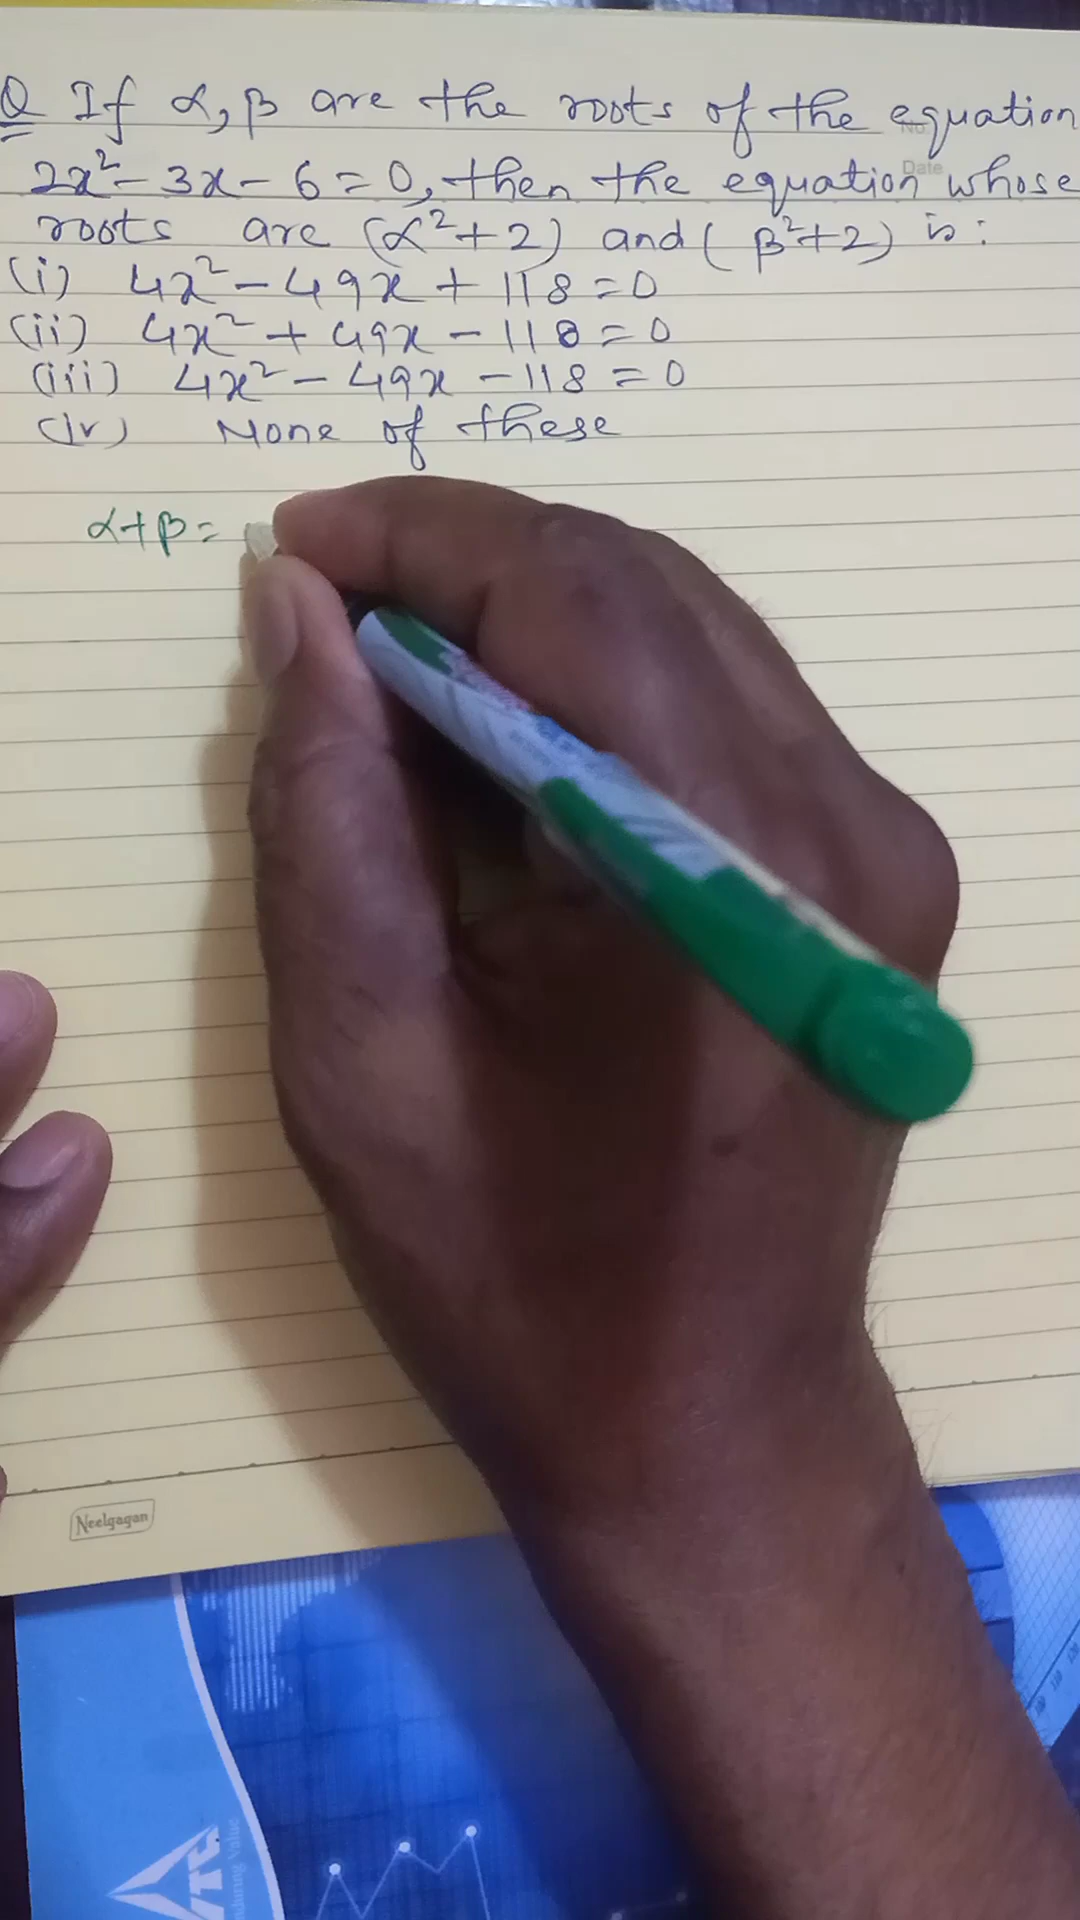 Q If α, β are the roots of the equation
2x² - 3x - 6 = 0, then the equation whose
roots are (α² + 2) and (β² + 2) is:
(i) 4x² - 49x + 118 = 0
(ii) 4x² + 49x - 118 = 0
(iii) 4x² - 49x - 118 = 0
(iv) None of these
α + β =
Date
Neelgagan